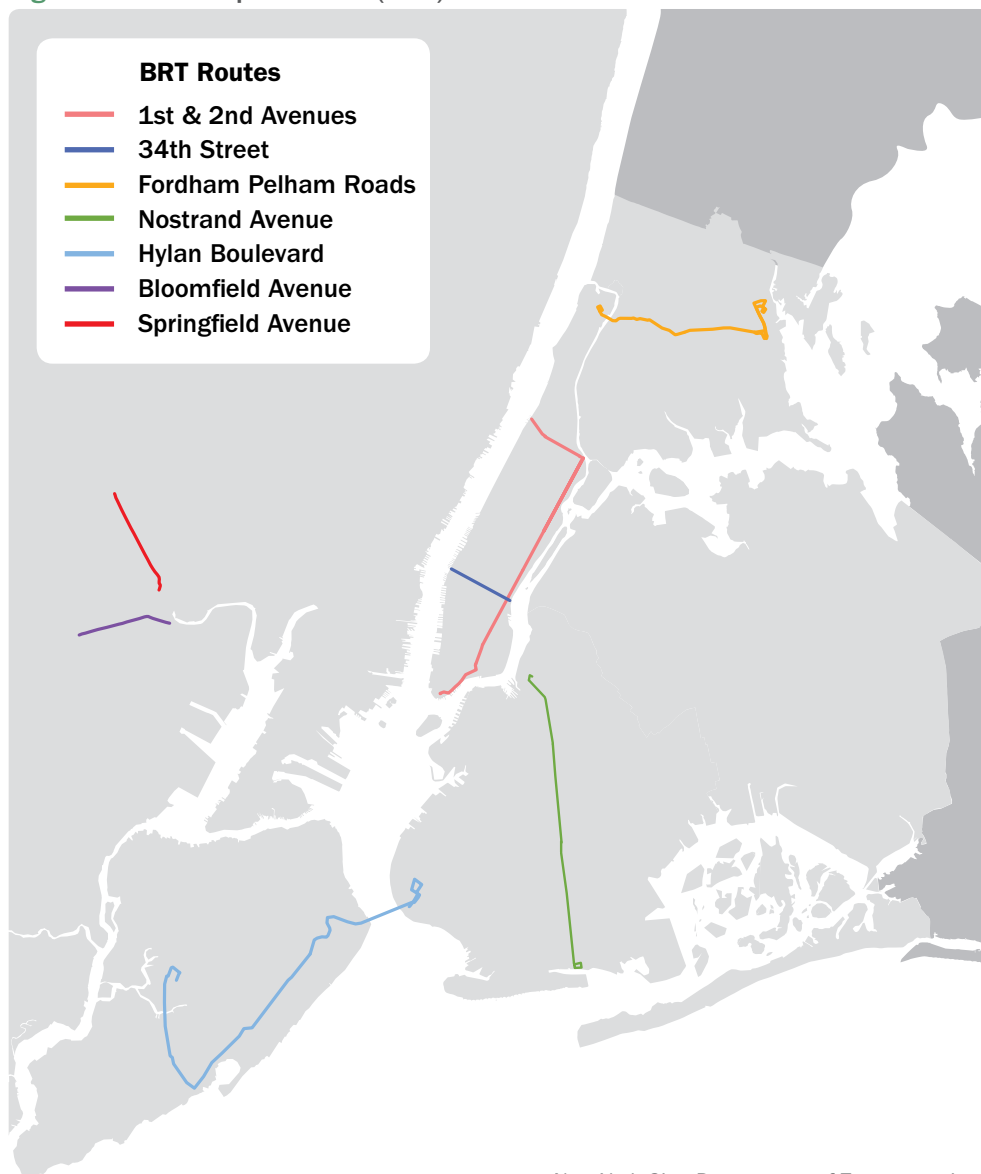 BRT Routes
1st & 2nd Avenues
34th Street
Fordham Pelham Roads
Nostrand Avenue
Hylan Boulevard
Bloomfield Avenue
Springfield Avenue